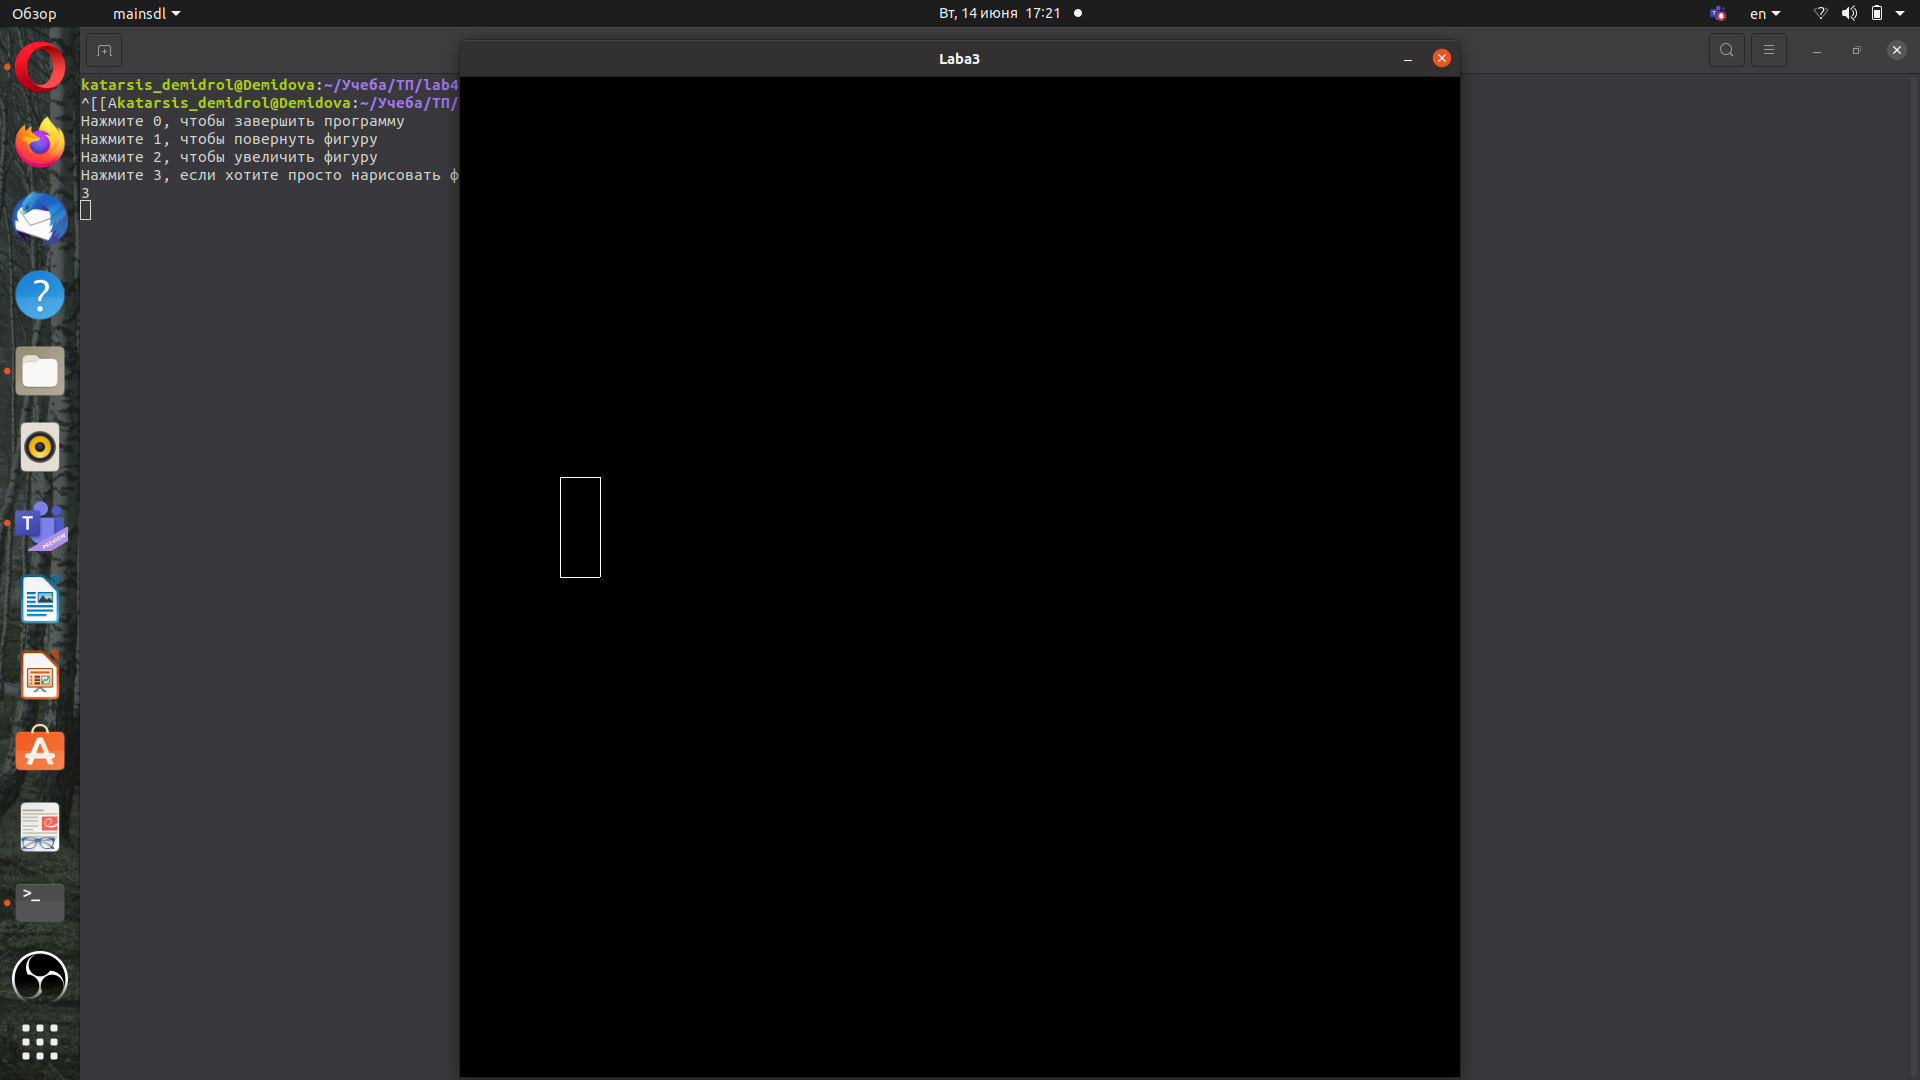 Обзор
mainsdl
Вт, 14 июня 17:21
en
Laba3
katarsis_demidrol@Demidova:~/Учеба/ТП/lab4
^[[Akatarsis_demidrol@Demidova:~/Учеба/ТП/
Нажмите 0, чтобы завершить программу
Нажмите 1, чтобы повернуть фигуру
Нажмите 2, чтобы увеличить фигуру
Нажмите 3, если хотите просто нарисовать ф
3
T
PREVIEW
>_